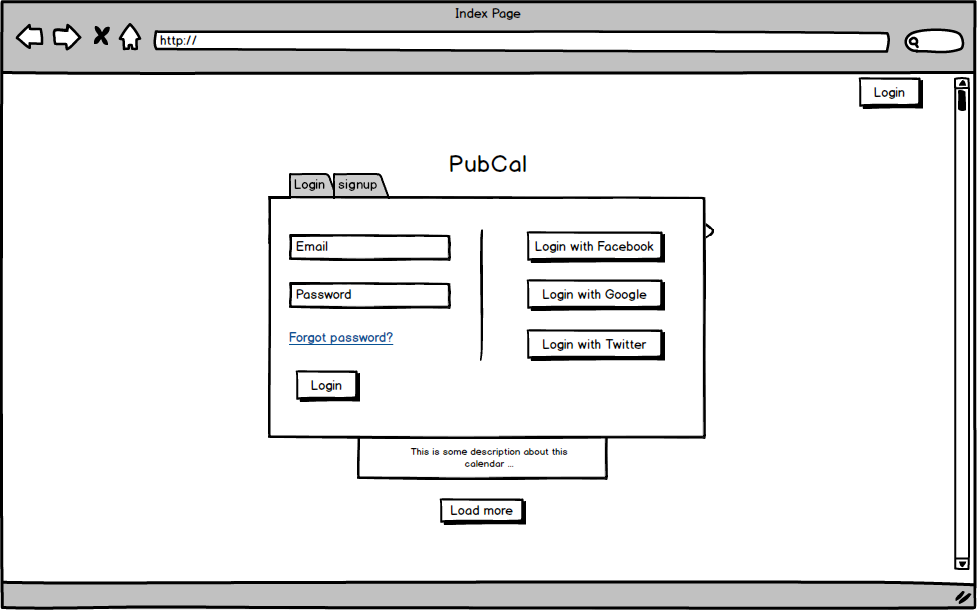 Index Page
http://
Login
PubCal
Login signup
Email
Password
Forgot password?
Login
Login with Facebook
Login with Google
Login with Twitter
This is some description about this
calendar ...
Load more